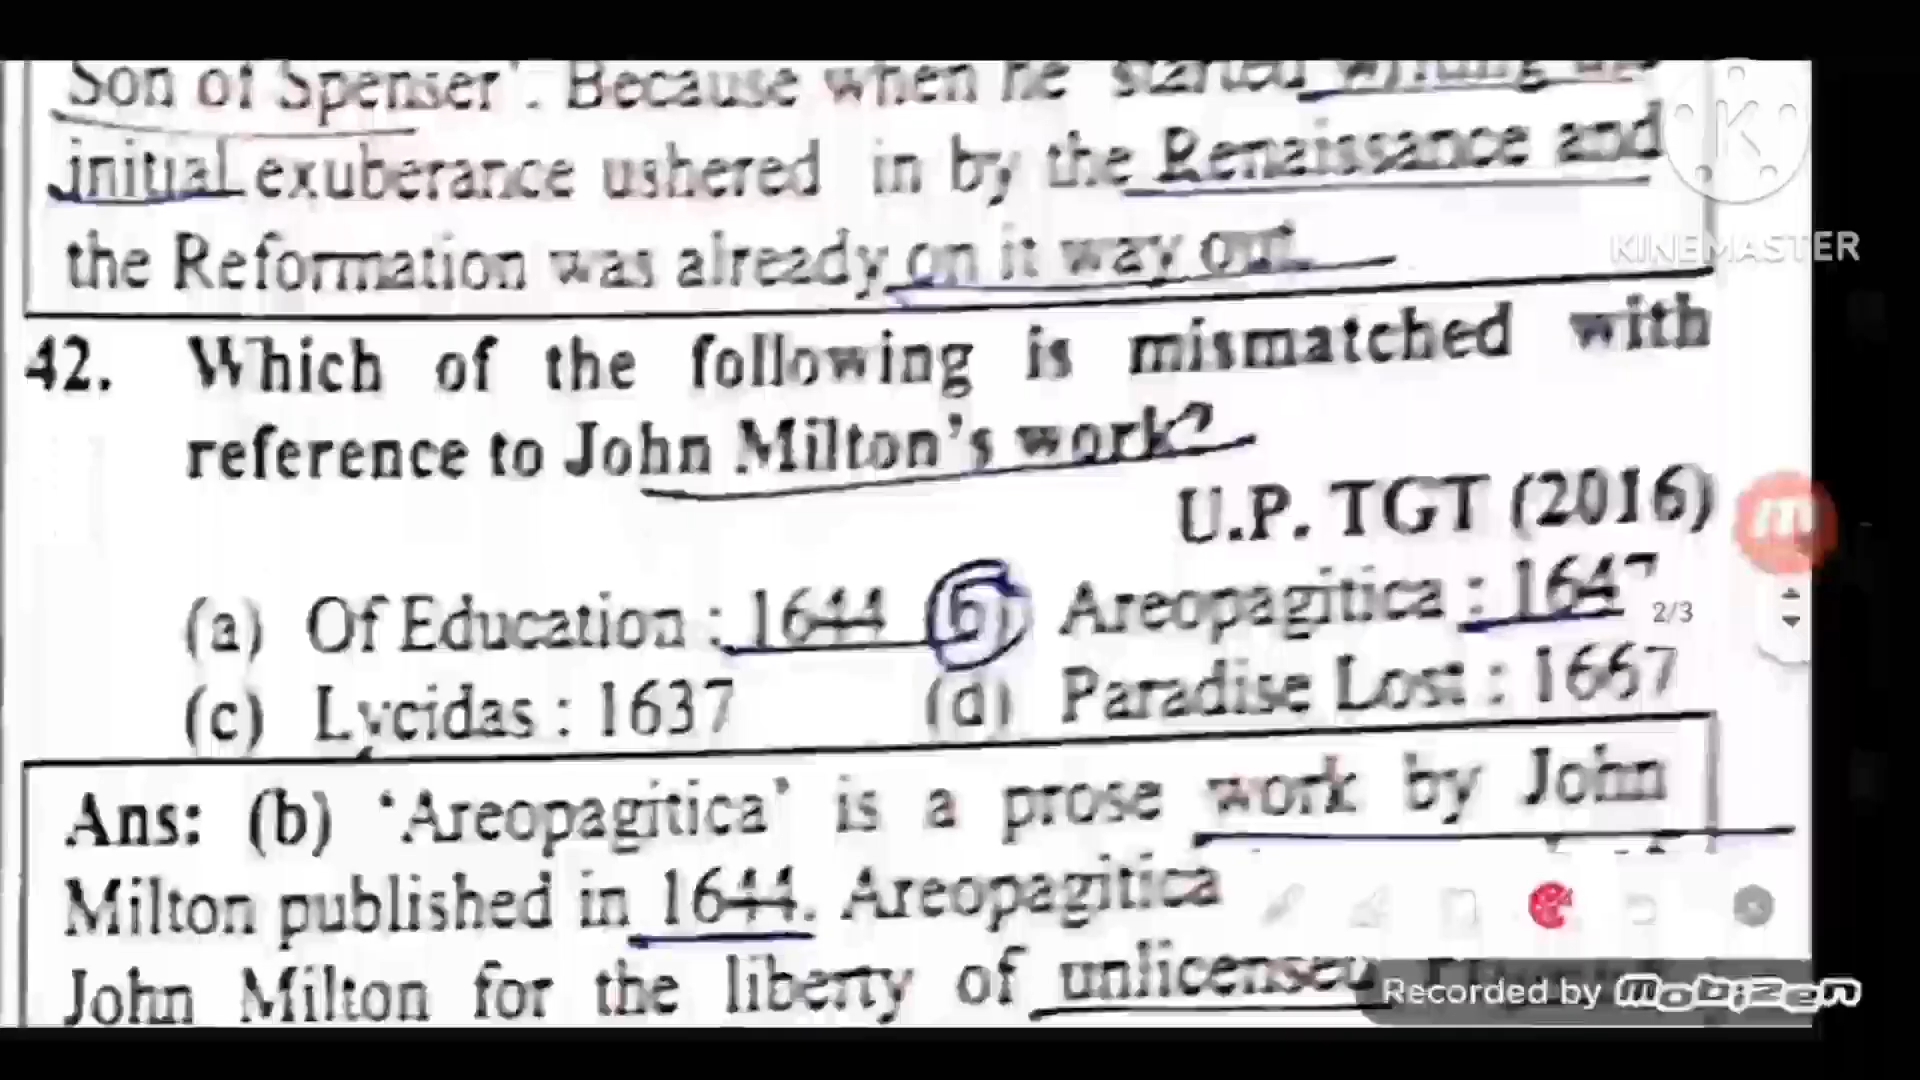 Son of Spenser'. Because when he started writing
initial exuberance ushered in by the Renaissance and
the Reformation was already on it way out.
KINEMASTER
42. Which of the following is mismatched with
reference to John Milton's work?
U.P. TGT (2016)
(a) Of Education : 1644 (b) Areopagitica : 1647
2/3
(c) Lycidas : 1637 (d) Paradise Lost : 1667
Ans: (b) 'Areopagitica' is a prose work by John
Milton published in 1644. Areopagitica
John Milton for the liberty of unlicensed
Recorded by mobizen